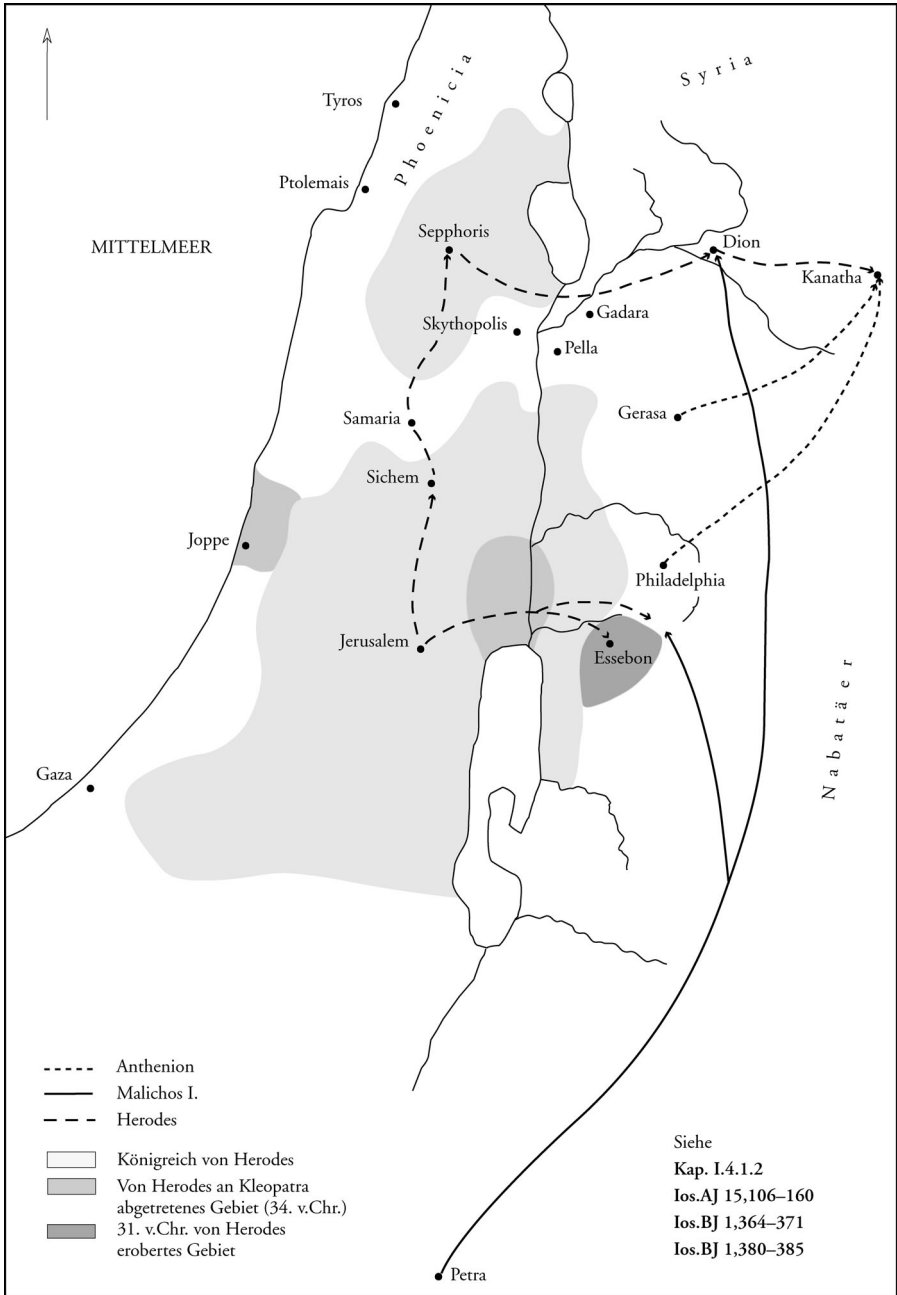 Syria
Phoenicia
Tyros
Ptolemais
MITTELMEER
Sepphoris
Dion
Kanatha
Gadara
Skythopolis
Pella
Gerasa
Samaria
Sichem
Joppe
Philadelphia
Jerusalem
Essebon
Nabatäer
Gaza
Anthenion
Malichos I.
Herodes
Königreich von Herodes
Von Herodes an Kleopatra
abgetretenes Gebiet (34. v.Chr.)
31. v.Chr. von Herodes
erobertes Gebiet
Siehe
Kap. I.4.1.2
Ios.AJ 15,106–160
Ios.BJ 1,364–371
Ios.BJ 1,380–385
Petra